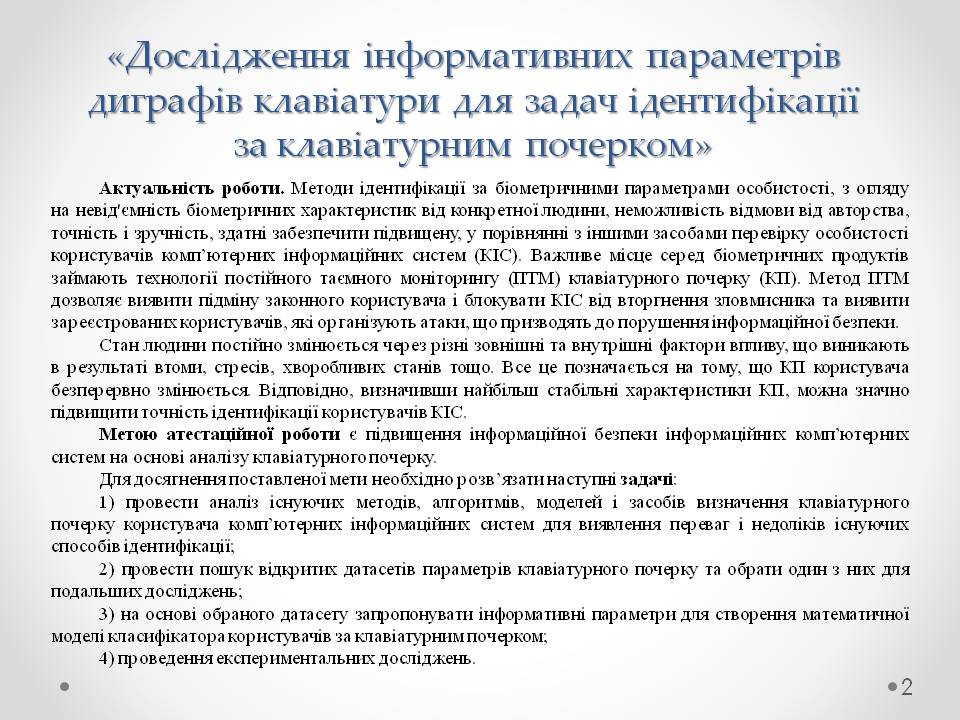 «Дослідження інформативних параметрів
диграфів клавіатури для задач ідентифікації
за клавіатурним почерком»
Актуальність роботи. Методи ідентифікації за біометричними параметрами особистості, з огляду
на невід'ємність біометричних характеристик від конкретної людини, неможливість відмови від авторства,
точність і зручність, здатні забезпечити підвищену, у порівнянні з іншими засобами перевірку особистості
користувачів комп’ютерних інформаційних систем (КІС). Важливе місце серед біометричних продуктів
займають технології постійного таємного моніторингу (ПТМ) клавіатурного почерку (КП). Метод ПТМ
дозволяє виявити підміну законного користувача і блокувати КІС від вторгнення зловмисника та виявити
зареєстрованих користувачів, які організують атаки, що призводять до порушення інформаційної безпеки.
Стан людини постійно змінюється через різні зовнішні та внутрішні фактори впливу, що виникають
в результаті втоми, стресів, хворобливих станів тощо. Все це позначається на тому, що КП користувача
безперервно змінюється. Відповідно, визначивши найбільш стабільні характеристики КП, можна значно
підвищити точність ідентифікації користувачів КІС.
Метою атестаційної роботи є підвищення інформаційної безпеки інформаційних комп’ютерних
систем на основі аналізу клавіатурного почерку.
Для досягнення поставленої мети необхідно розв’язати наступні задачі:
1) провести аналіз існуючих методів, алгоритмів, моделей і засобів визначення клавіатурного
почерку користувача комп’ютерних інформаційних систем для виявлення переваг і недоліків існуючих
способів ідентифікації;
2) провести пошук відкритих датасетів параметрів клавіатурного почерку та обрати один з них для
подальших досліджень;
3) на основі обраного датасету запропонувати інформативні параметри для створення математичної
моделі класифікатора користувачів за клавіатурним почерком;
4) проведення експериментальних досліджень.
2